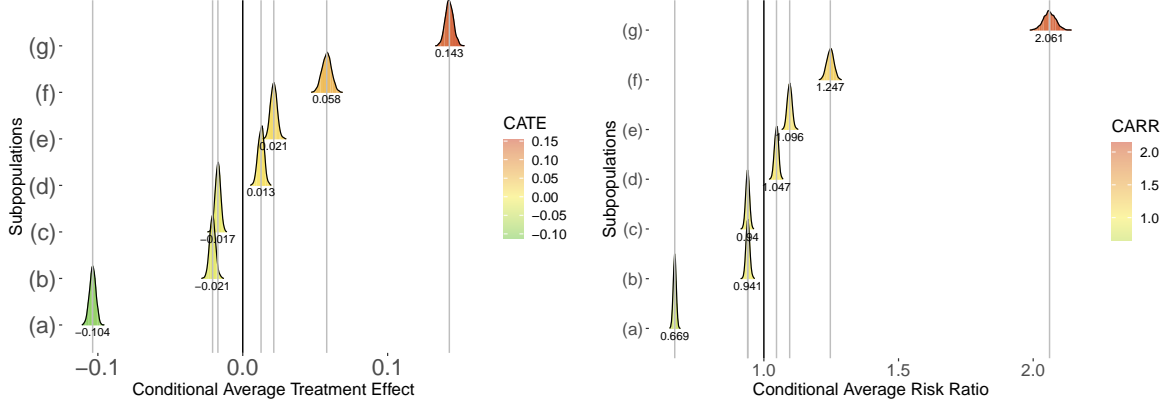 (g)
0.143
(f)
0.058
(e)
0.021
(d)
0.013
(c)
−0.017
(b)
−0.021
(a)
−0.104
−0.1
0.0
0.1
Conditional Average Treatment Effect
Subpopulations
CATE
0.15
0.10
0.05
0.00
−0.05
−0.10
(g)
2.061
(f)
1.247
(e)
1.096
(d)
1.047
(c)
0.94
(b)
0.941
(a)
0.669
1.0
1.5
2.0
Conditional Average Risk Ratio
Subpopulations
CARR
2.0
1.5
1.0